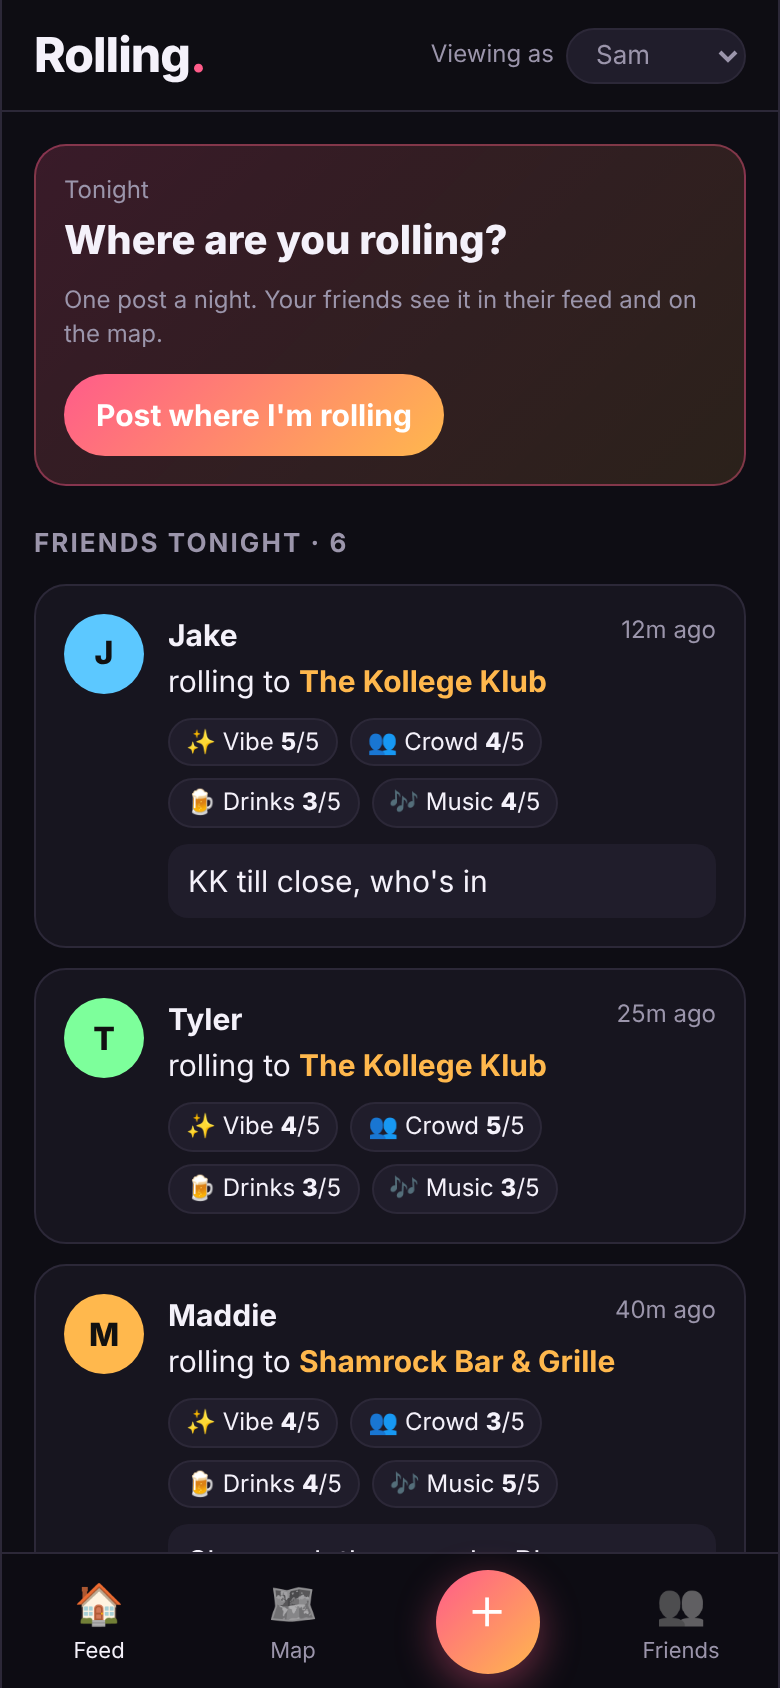 Rolling.
Viewing as Sam
Tonight
Where are you rolling?
One post a night. Your friends see it in their feed and on
the map.
Post where I'm rolling
FRIENDS TONIGHT · 6
J
Jake
12m ago
rolling to The Kollege Klub
✨ Vibe 5/5 👥 Crowd 4/5
🍺 Drinks 3/5 🎶 Music 4/5
KK till close, who's in
T
Tyler
25m ago
rolling to The Kollege Klub
✨ Vibe 4/5 👥 Crowd 5/5
🍺 Drinks 3/5 🎶 Music 3/5
M
Maddie
40m ago
rolling to Shamrock Bar & Grille
✨ Vibe 4/5 👥 Crowd 3/5
🍺 Drinks 4/5 🎶 Music 5/5
+
Feed Map Friends